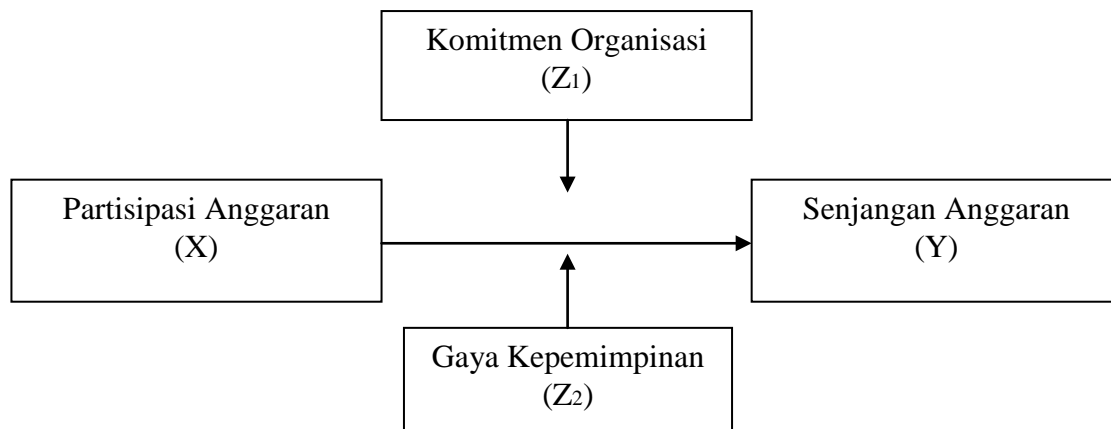 Komitmen Organisasi
(Z1)
Partisipasi Anggaran
(X)
Senjangan Anggaran
(Y)
Gaya Kepemimpinan
(Z2)